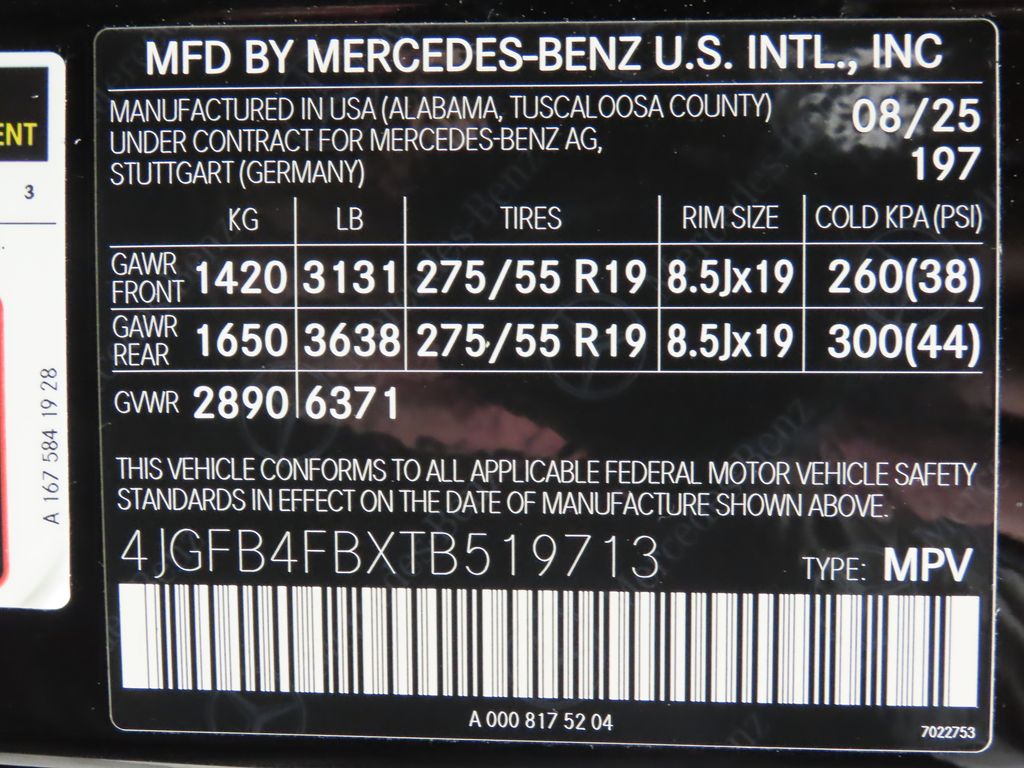 MFD BY MERCEDES-BENZ U.S. INTL., INC
MANUFACTURED IN USA (ALABAMA, TUSCALOOSA COUNTY) 08/25
UNDER CONTRACT FOR MERCEDES-BENZ AG, 197
STUTTGART (GERMANY)
KG LB TIRES RIM SIZE COLD KPA (PSI)
GAWR FRONT 1420 3131 275/55 R19 8.5Jx19 260(38)
GAWR REAR 1650 3638 275/55 R19 8.5Jx19 300(44)
GVWR 2890 6371
THIS VEHICLE CONFORMS TO ALL APPLICABLE FEDERAL MOTOR VEHICLE SAFETY
STANDARDS IN EFFECT ON THE DATE OF MANUFACTURE SHOWN ABOVE.
4JGFB4FBXTB519713 TYPE: MPV
A 000 817 52 04
7022753
ENT
3
A 167 584 19 28